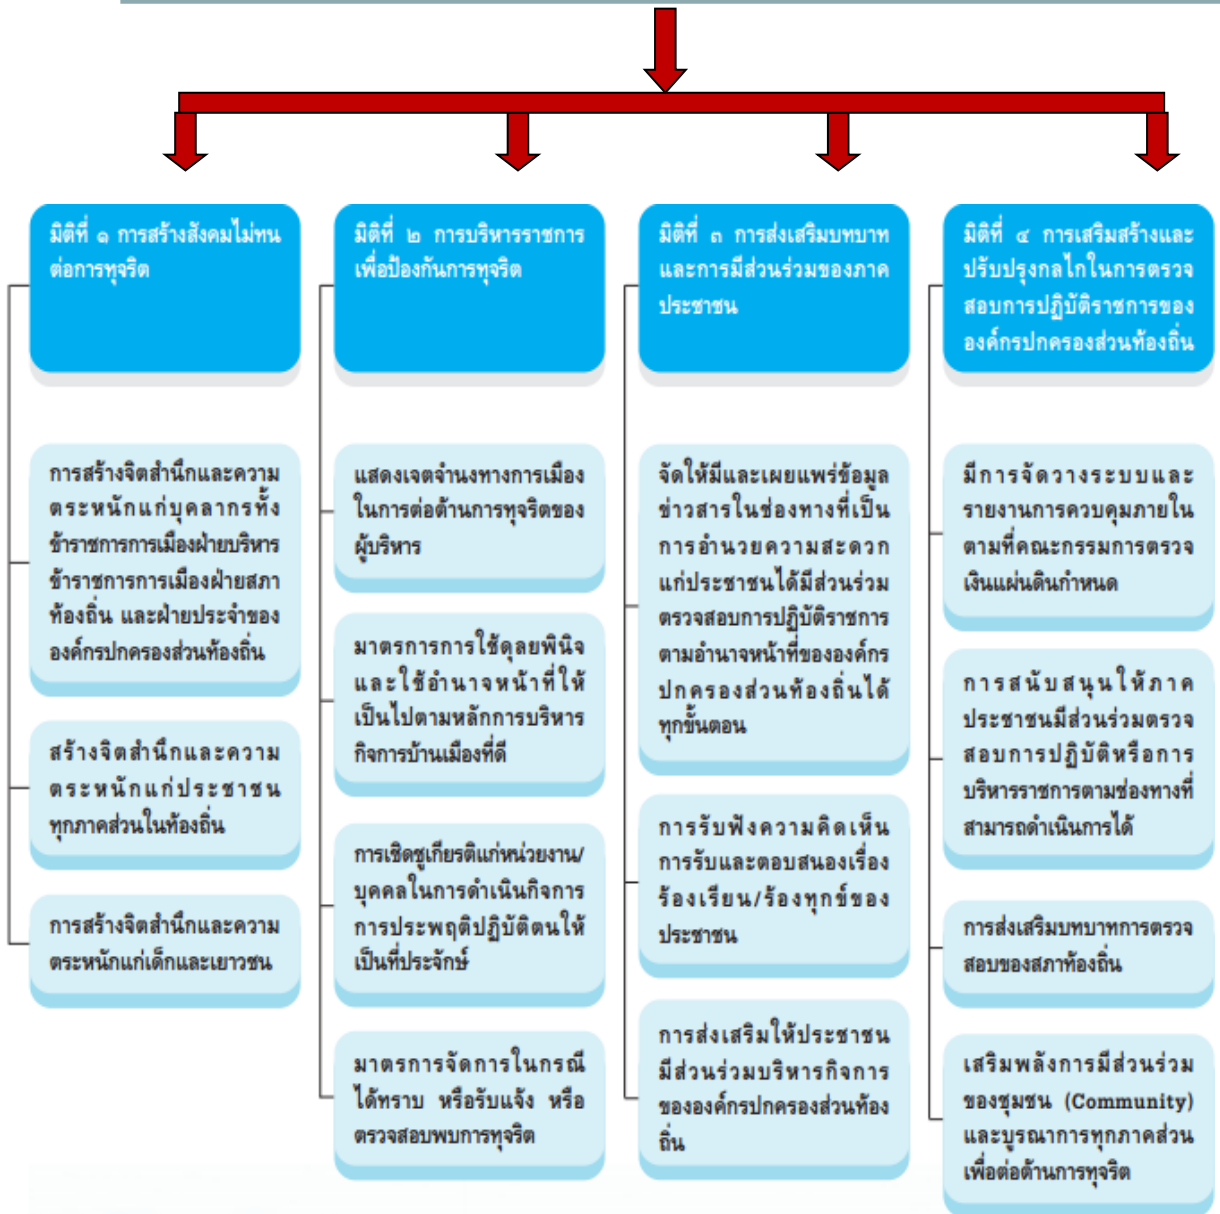 มิติที่ ๑ การสร้างสังคมไม่ทน
ต่อการทุจริต
การสร้างจิตสำนึกและความ
ตระหนักแก่บุคลากรทั้ง
ข้าราชการการเมืองฝ่ายบริหาร
ข้าราชการการเมืองฝ่ายสภา
ท้องถิ่น และฝ่ายประจำของ
องค์กรปกครองส่วนท้องถิ่น
สร้างจิตสำนึกและความ
ตระหนักแก่ประชาชน
ทุกภาคส่วนในท้องถิ่น
การสร้างจิตสำนึกและความ
ตระหนักแก่เด็กและเยาวชน
มิติที่ ๒ การบริหารราชการ
เพื่อป้องกันการทุจริต
แสดงเจตจำนงทางการเมือง
ในการต่อต้านการทุจริตของ
ผู้บริหาร
มาตรการการใช้ดุลยพินิจ
และใช้อำนาจหน้าที่ให้
เป็นไปตามหลักการบริหาร
กิจการบ้านเมืองที่ดี
การเชิดชูเกียรติแก่หน่วยงาน/
บุคคลในการดำเนินกิจการ
การประพฤติปฏิบัติตนให้
เป็นที่ประจักษ์
มาตรการจัดการในกรณี
ได้ทราบ หรือรับแจ้ง หรือ
ตรวจสอบพบการทุจริต
มิติที่ ๓ การส่งเสริมบทบาท
และการมีส่วนร่วมของภาค
ประชาชน
จัดให้มีและเผยแพร่ข้อมูล
ข่าวสารในช่องทางที่เป็น
การอำนวยความสะดวก
แก่ประชาชนได้มีส่วนร่วม
ตรวจสอบการปฏิบัติราชการ
ตามอำนาจหน้าที่ขององค์กร
ปกครองส่วนท้องถิ่นได้
ทุกขั้นตอน
การรับฟังความคิดเห็น
การรับและตอบสนองเรื่อง
ร้องเรียน/ร้องทุกข์ของ
ประชาชน
การส่งเสริมให้ประชาชน
มีส่วนร่วมบริหารกิจการ
ขององค์กรปกครองส่วนท้อง
ถิ่น
มิติที่ ๔ การเสริมสร้างและ
ปรับปรุงกลไกในการตรวจ
สอบการปฏิบัติราชการของ
องค์กรปกครองส่วนท้องถิ่น
มีการจัดวางระบบและ
รายงานการควบคุมภายใน
ตามที่คณะกรรมการตรวจ
เงินแผ่นดินกำหนด
การสนับสนุนให้ภาค
ประชาชนมีส่วนร่วมตรวจ
สอบการปฏิบัติหรือการ
บริหารราชการตามช่องทางที่
สามารถดำเนินการได้
การส่งเสริมบทบาทการตรวจ
สอบของสภาท้องถิ่น
เสริมพลังการมีส่วนร่วม
ของชุมชน (Community)
และบูรณาการทุกภาคส่วน
เพื่อต่อต้านการทุจริต